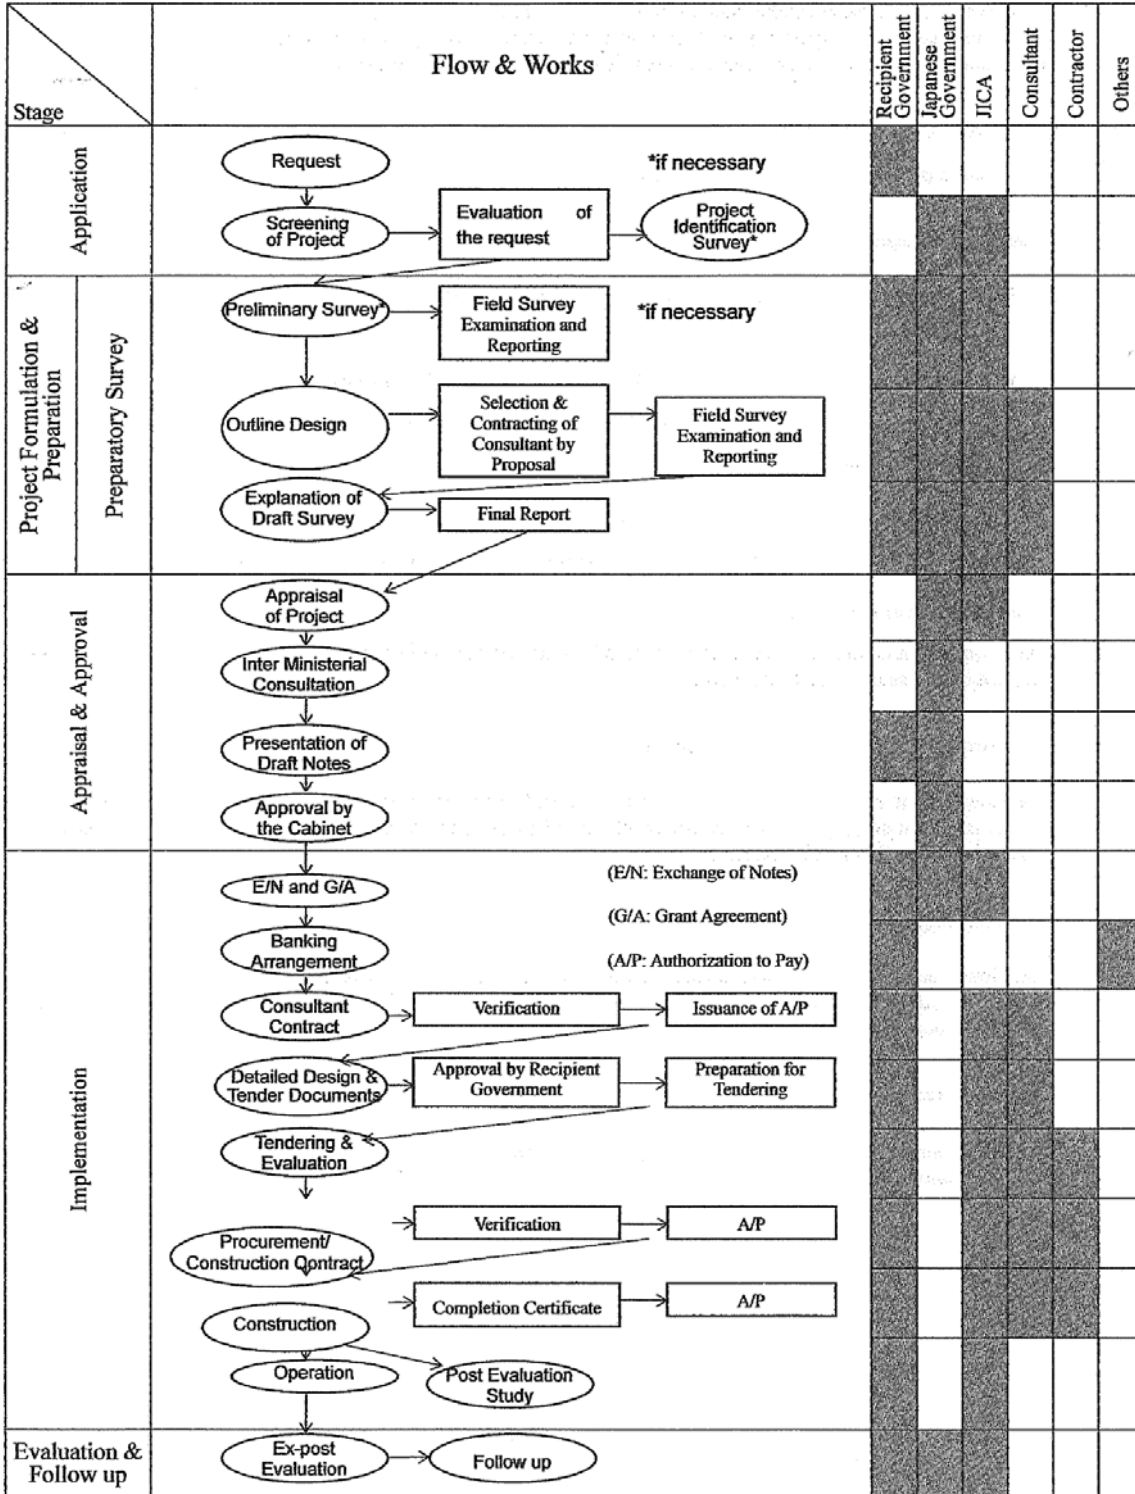 Stage
Flow & Works
Recipient
Government
Japanese
Government
JICA
Consultant
Contractor
Others
Application
Request
*if necessary
Screening
of Project
Evaluation of
the request
Project
Identification
Survey*
Project Formulation &
Preparation
Preparatory Survey
Preliminary Survey*
Field Survey
Examination and
Reporting
*if necessary
Outline Design
Selection &
Contracting of
Consultant by
Proposal
Field Survey
Examination and
Reporting
Explanation of
Draft Survey
Final Report
Appraisal & Approval
Appraisal
of Project
Inter Ministerial
Consultation
Presentation of
Draft Notes
Approval by
the Cabinet
Implementation
E/N and G/A
(E/N: Exchange of Notes)
(G/A: Grant Agreement)
Banking
Arrangement
(A/P: Authorization to Pay)
Consultant
Contract
Verification
Issuance of A/P
Detailed Design &
Tender Documents
Approval by Recipient
Government
Preparation for
Tendering
Tendering &
Evaluation
Verification
A/P
Procurement/
Construction Contract
Completion Certificate
A/P
Construction
Operation
Post Evaluation
Study
Evaluation &
Follow up
Ex-post
Evaluation
Follow up